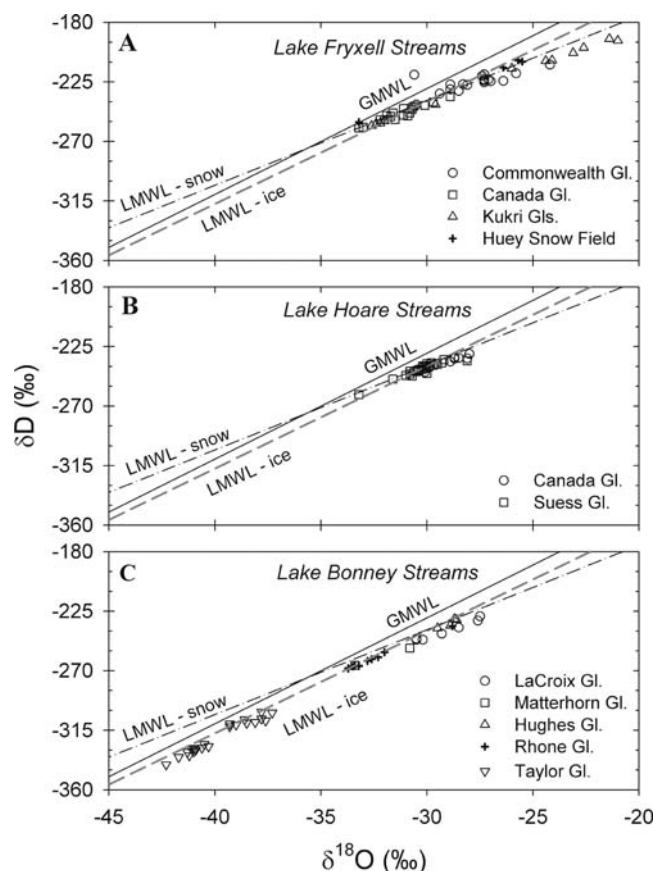 A
Lake Fryxell Streams
-180
-225
-270
-315
-360
GMWL
LMWL - snow
LMWL - ice
Commonwealth Gl.
Canada Gl.
Kukri Gls.
Huey Snow Field
B
Lake Hoare Streams
-180
-225
-270
-315
-360
GMWL
LMWL - snow
LMWL - ice
Canada Gl.
Suess Gl.
δD (‰)
C
Lake Bonney Streams
-180
-225
-270
-315
-360
GMWL
LMWL - snow
LMWL - ice
LaCroix Gl.
Matterhorn Gl.
Hughes Gl.
Rhone Gl.
Taylor Gl.
-45 -40 -35 -30 -25 -20
δ¹⁸O (‰)